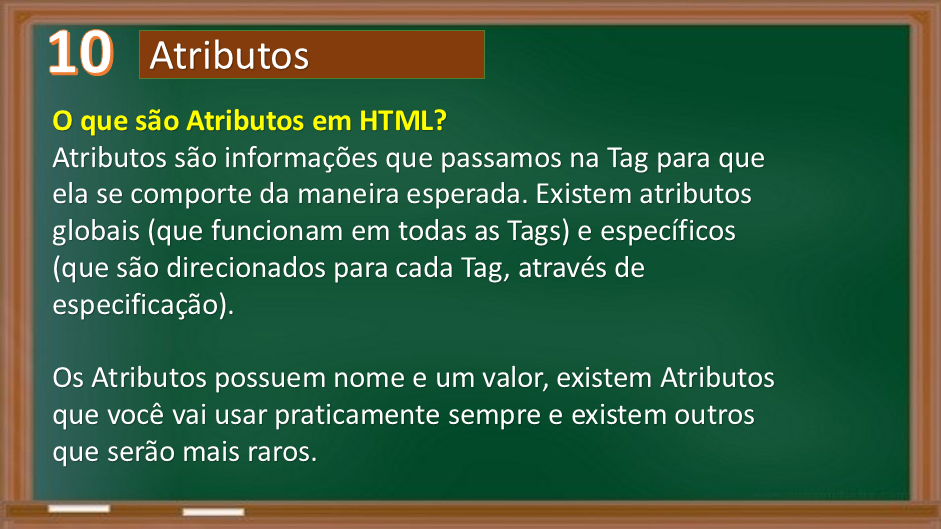 10 Atributos
O que são Atributos em HTML?
Atributos são informações que passamos na Tag para que
ela se comporte da maneira esperada. Existem atributos
globais (que funcionam em todas as Tags) e específicos
(que são direcionados para cada Tag, através de
especificação).
Os Atributos possuem nome e um valor, existem Atributos
que você vai usar praticamente sempre e existem outros
que serão mais raros.